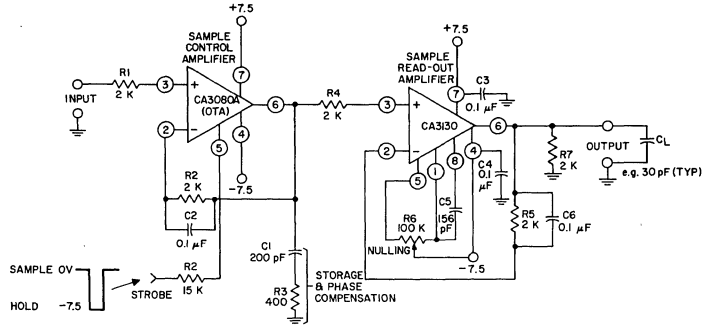 +7.5
SAMPLE
CONTROL
AMPLIFIER
7
R1
2 K
3
+
INPUT
CA3080A
(OTA)
6
2
−
5
4
-7.5
R2
2 K
C2
0.1 µF
SAMPLE 0V
HOLD -7.5
STROBE
R2
15 K
C1
200 pF
R3
400
STORAGE
& PHASE
COMPENSATION
R4
2 K
+7.5
SAMPLE
READ-OUT
AMPLIFIER
7
C3
0.1 µF
3
+
CA3130
6
2
−
5
1
8
4
C4
0.1
µF
R6
100 K
NULLING
C5
156
pF
-7.5
R5
2 K
C6
0.1 µF
R7
2 K
OUTPUT
CL
e.g. 30 pF (TYP)